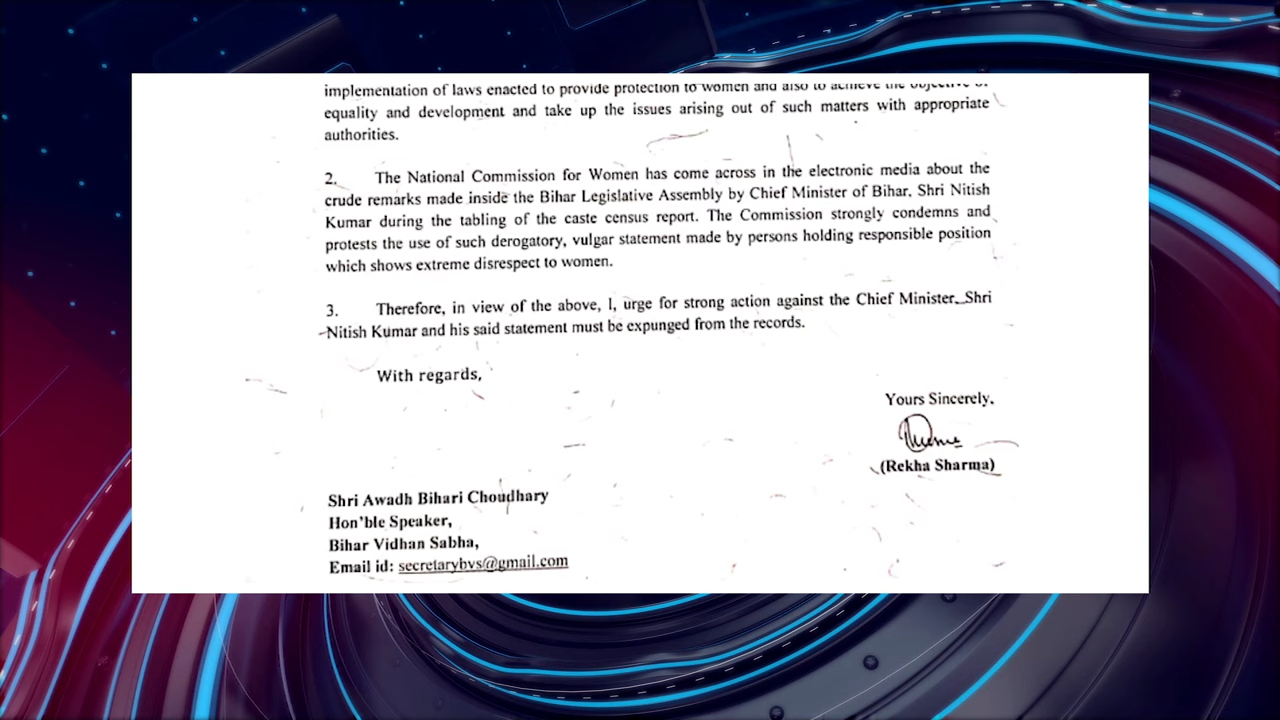 implementation of laws enacted to provide protection to women and also to achieve the objective of
equality and development and take up the issues arising out of such matters with appropriate
authorities.
2. The National Commission for Women has come across in the electronic media about the
crude remarks made inside the Bihar Legislative Assembly by Chief Minister of Bihar, Shri Nitish
Kumar during the tabling of the caste census report. The Commission strongly condemns and
protests the use of such derogatory, vulgar statement made by persons holding responsible position
which shows extreme disrespect to women.
3. Therefore, in view of the above, I, urge for strong action against the Chief Minister, Shri
Nitish Kumar and his said statement must be expunged from the records.
With regards,
Yours Sincerely,
(Rekha Sharma)
Shri Awadh Bihari Choudhary
Hon'ble Speaker,
Bihar Vidhan Sabha,
Email id: secretarybvs@gmail.com